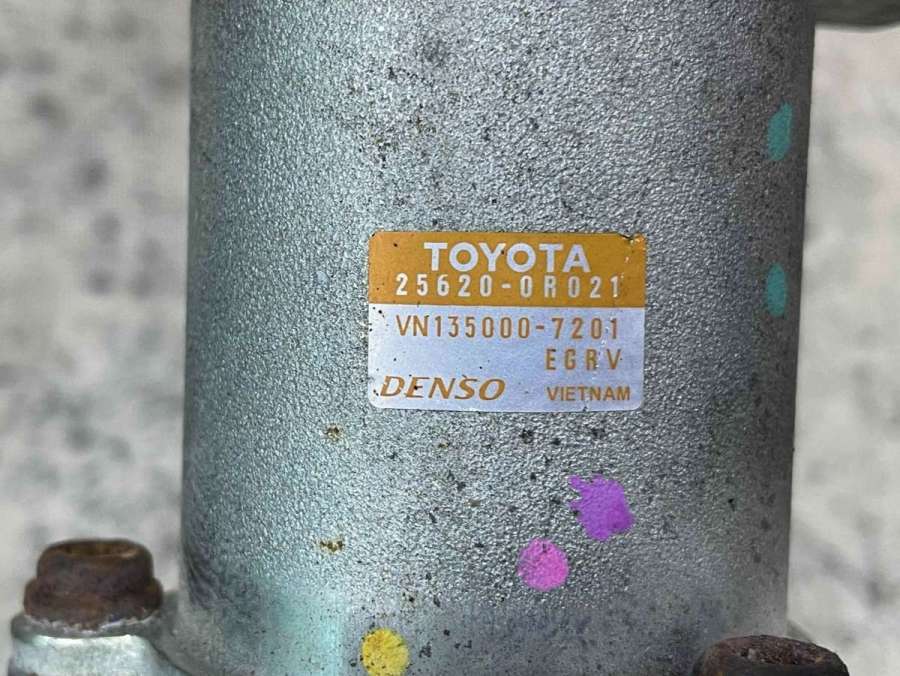 TOYOTA
25620-0R021
VN135000-7201
EGRV
DENSO VIETNAM